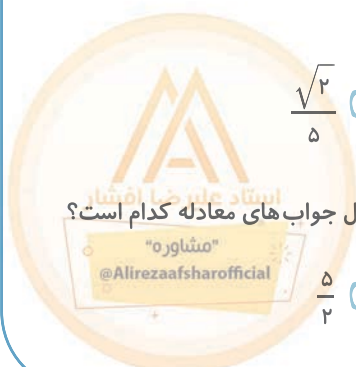 √۲
۵
استاد علیرضا افشار
ل جواب‌های معادله کدام است؟
"مشاوره"
@Alirezaafsharofficial
۵
۲